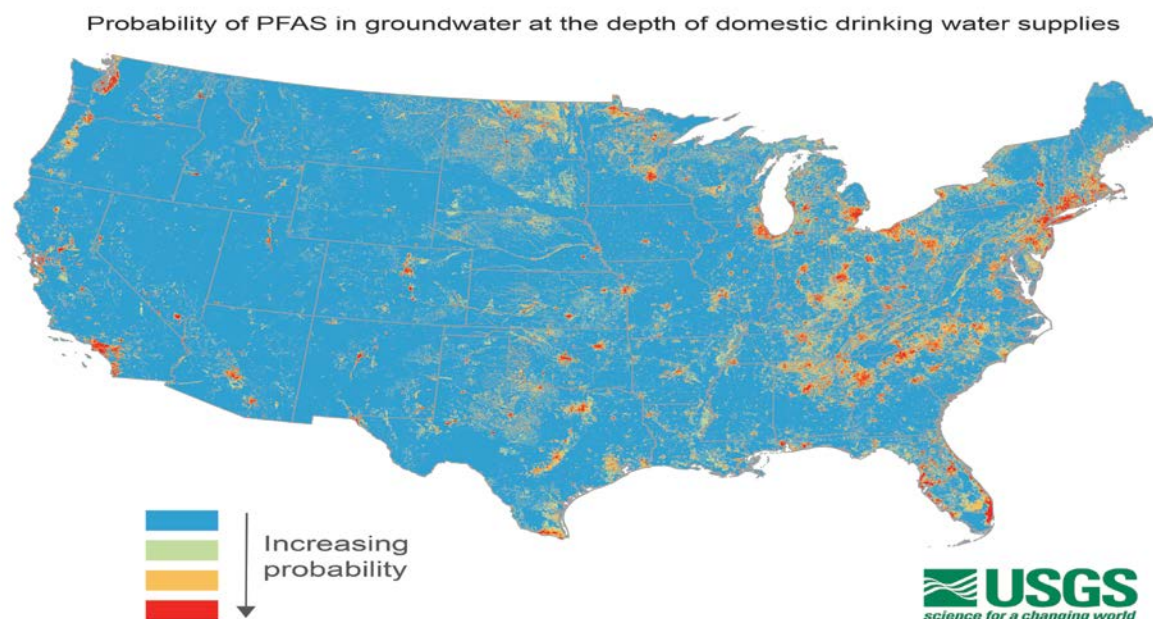 Probability of PFAS in groundwater at the depth of domestic drinking water supplies
Increasing
probability
USGS
science for a changing world